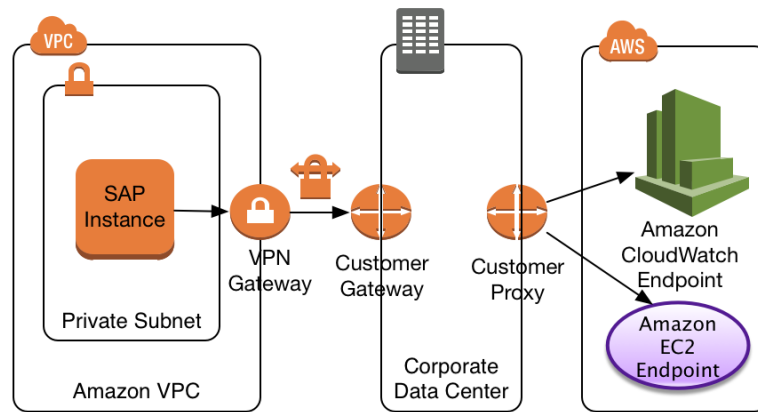 VPC
AWS
SAP
Instance
VPN
Gateway
Customer
Gateway
Customer
Proxy
Amazon
CloudWatch
Endpoint
Private Subnet
Amazon
EC2
Endpoint
Amazon VPC
Corporate
Data Center